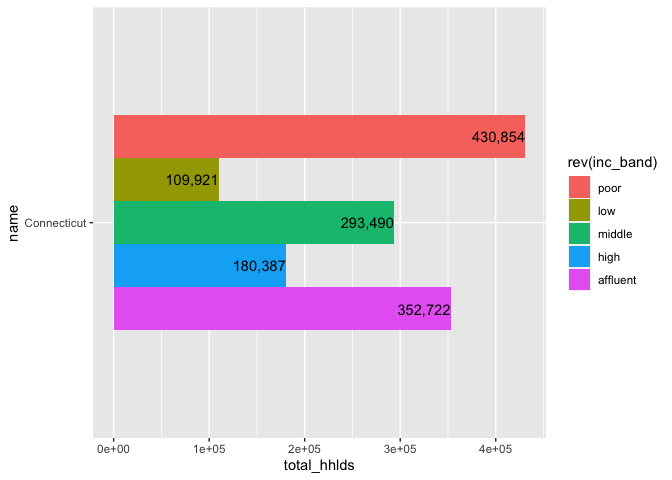 430,854
109,921
293,490
180,387
352,722
Connecticut
name
0e+00 1e+05 2e+05 3e+05 4e+05
total_hhlds
rev(inc_band)
poor
low
middle
high
affluent